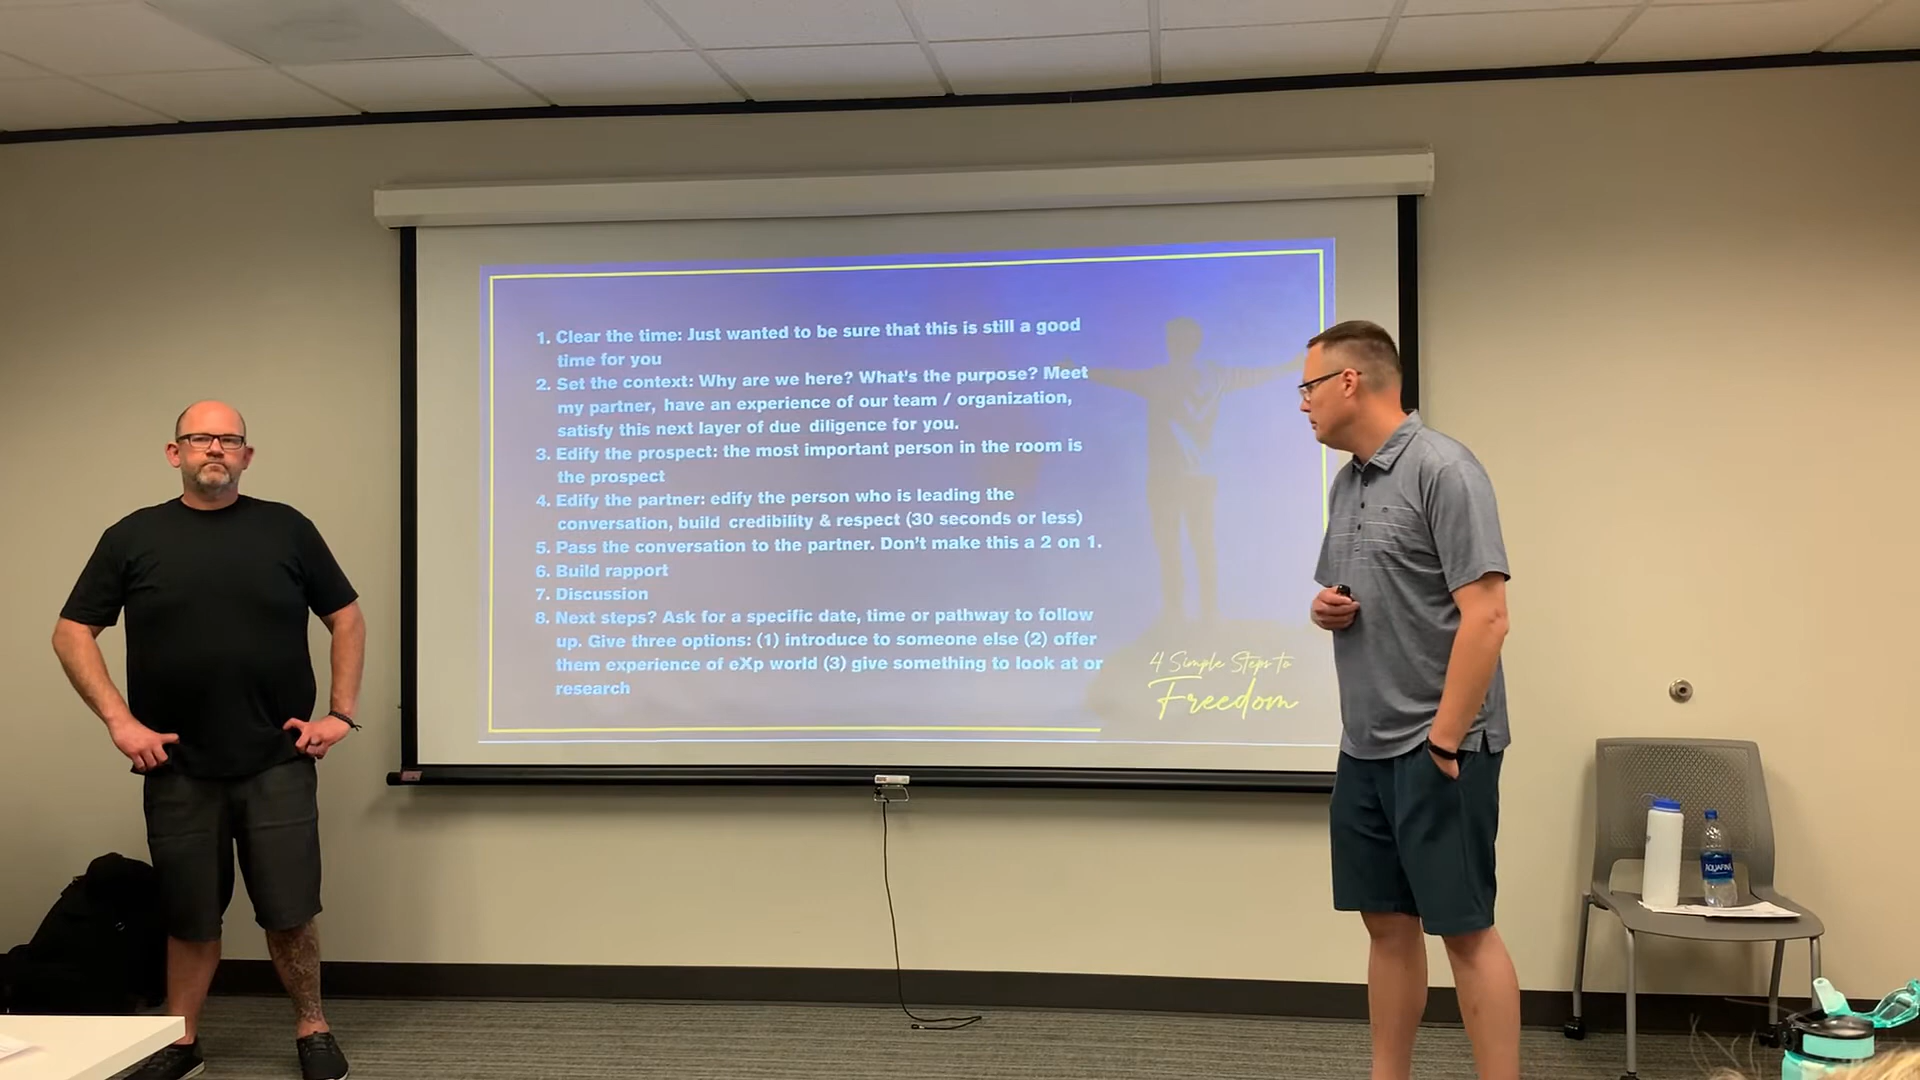 1. Clear the time: Just wanted to be sure that this is still a good
time for you
2. Set the context: Why are we here? What's the purpose? Meet
my partner, have an experience of our team / organization,
satisfy this next layer of due diligence for you.
3. Edify the prospect: the most important person in the room is
the prospect
4. Edify the partner: edify the person who is leading the
conversation, build credibility & respect (30 seconds or less)
5. Pass the conversation to the partner. Don't make this a 2 on 1.
6. Build rapport
7. Discussion
8. Next steps? Ask for a specific date, time or pathway to follow
up. Give three options: (1) introduce to someone else (2) offer
them experience of eXp world (3) give something to look at or
research
4 Simple Steps to
Freedom
AQUAFINA